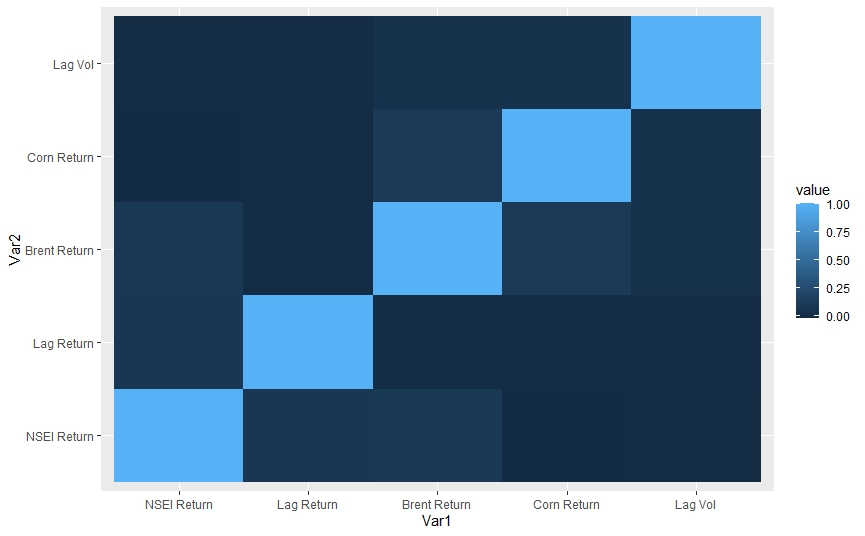 Lag Vol
Corn Return
Brent Return
Lag Return
NSEI Return
Var2
NSEI Return Lag Return Brent Return Corn Return Lag Vol
Var1
value
1.00
0.75
0.50
0.25
0.00